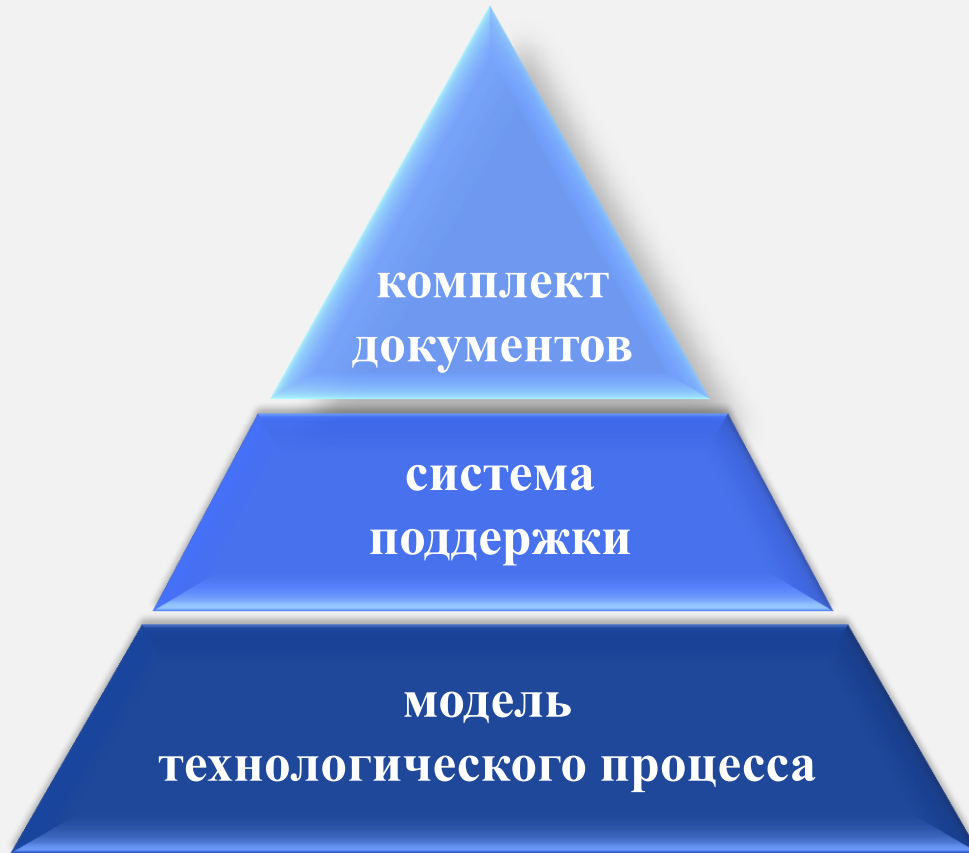 комплект
документов
система
поддержки
модель
технологического процесса